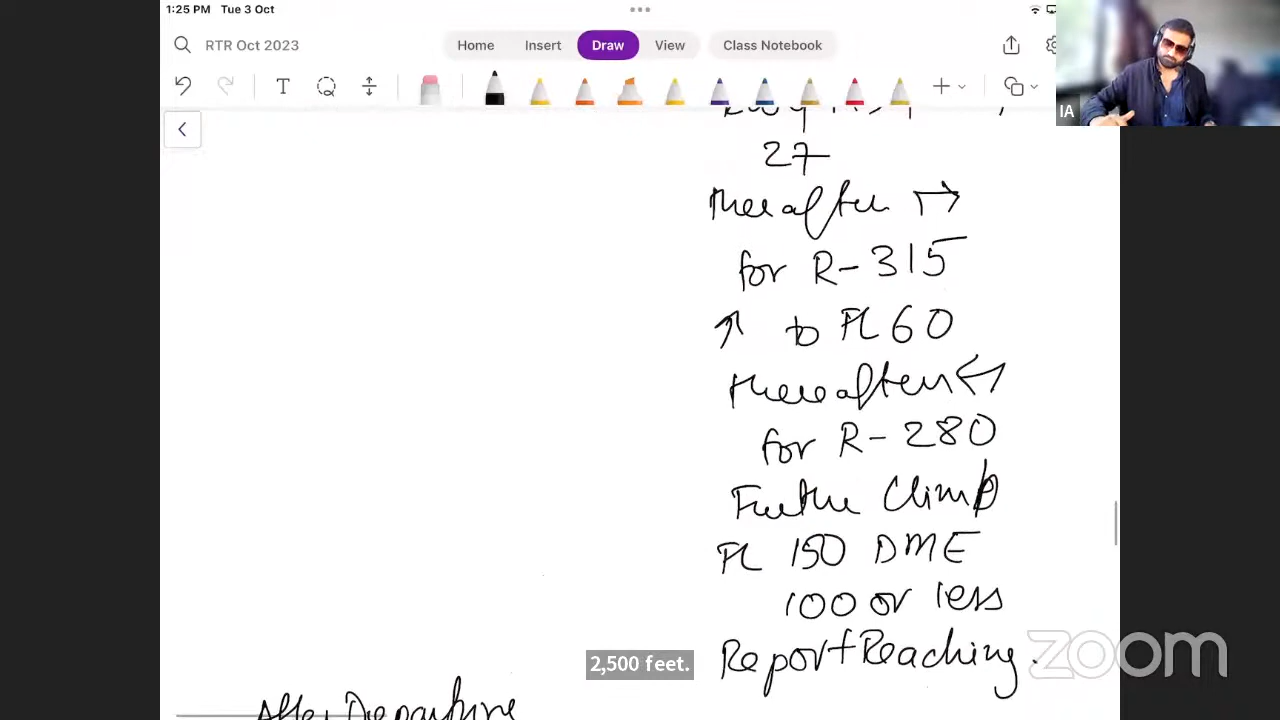 1:25 PM Tue 3 Oct
RTR Oct 2023
Home Insert Draw View Class Notebook
T
IA
27
thereafter
for R-315
↑ to FL 60
thereafter
for R-280
Further Climb
FL 150 DME
100 or less
Report Reaching.
2,500 feet.
zoom
After Departure